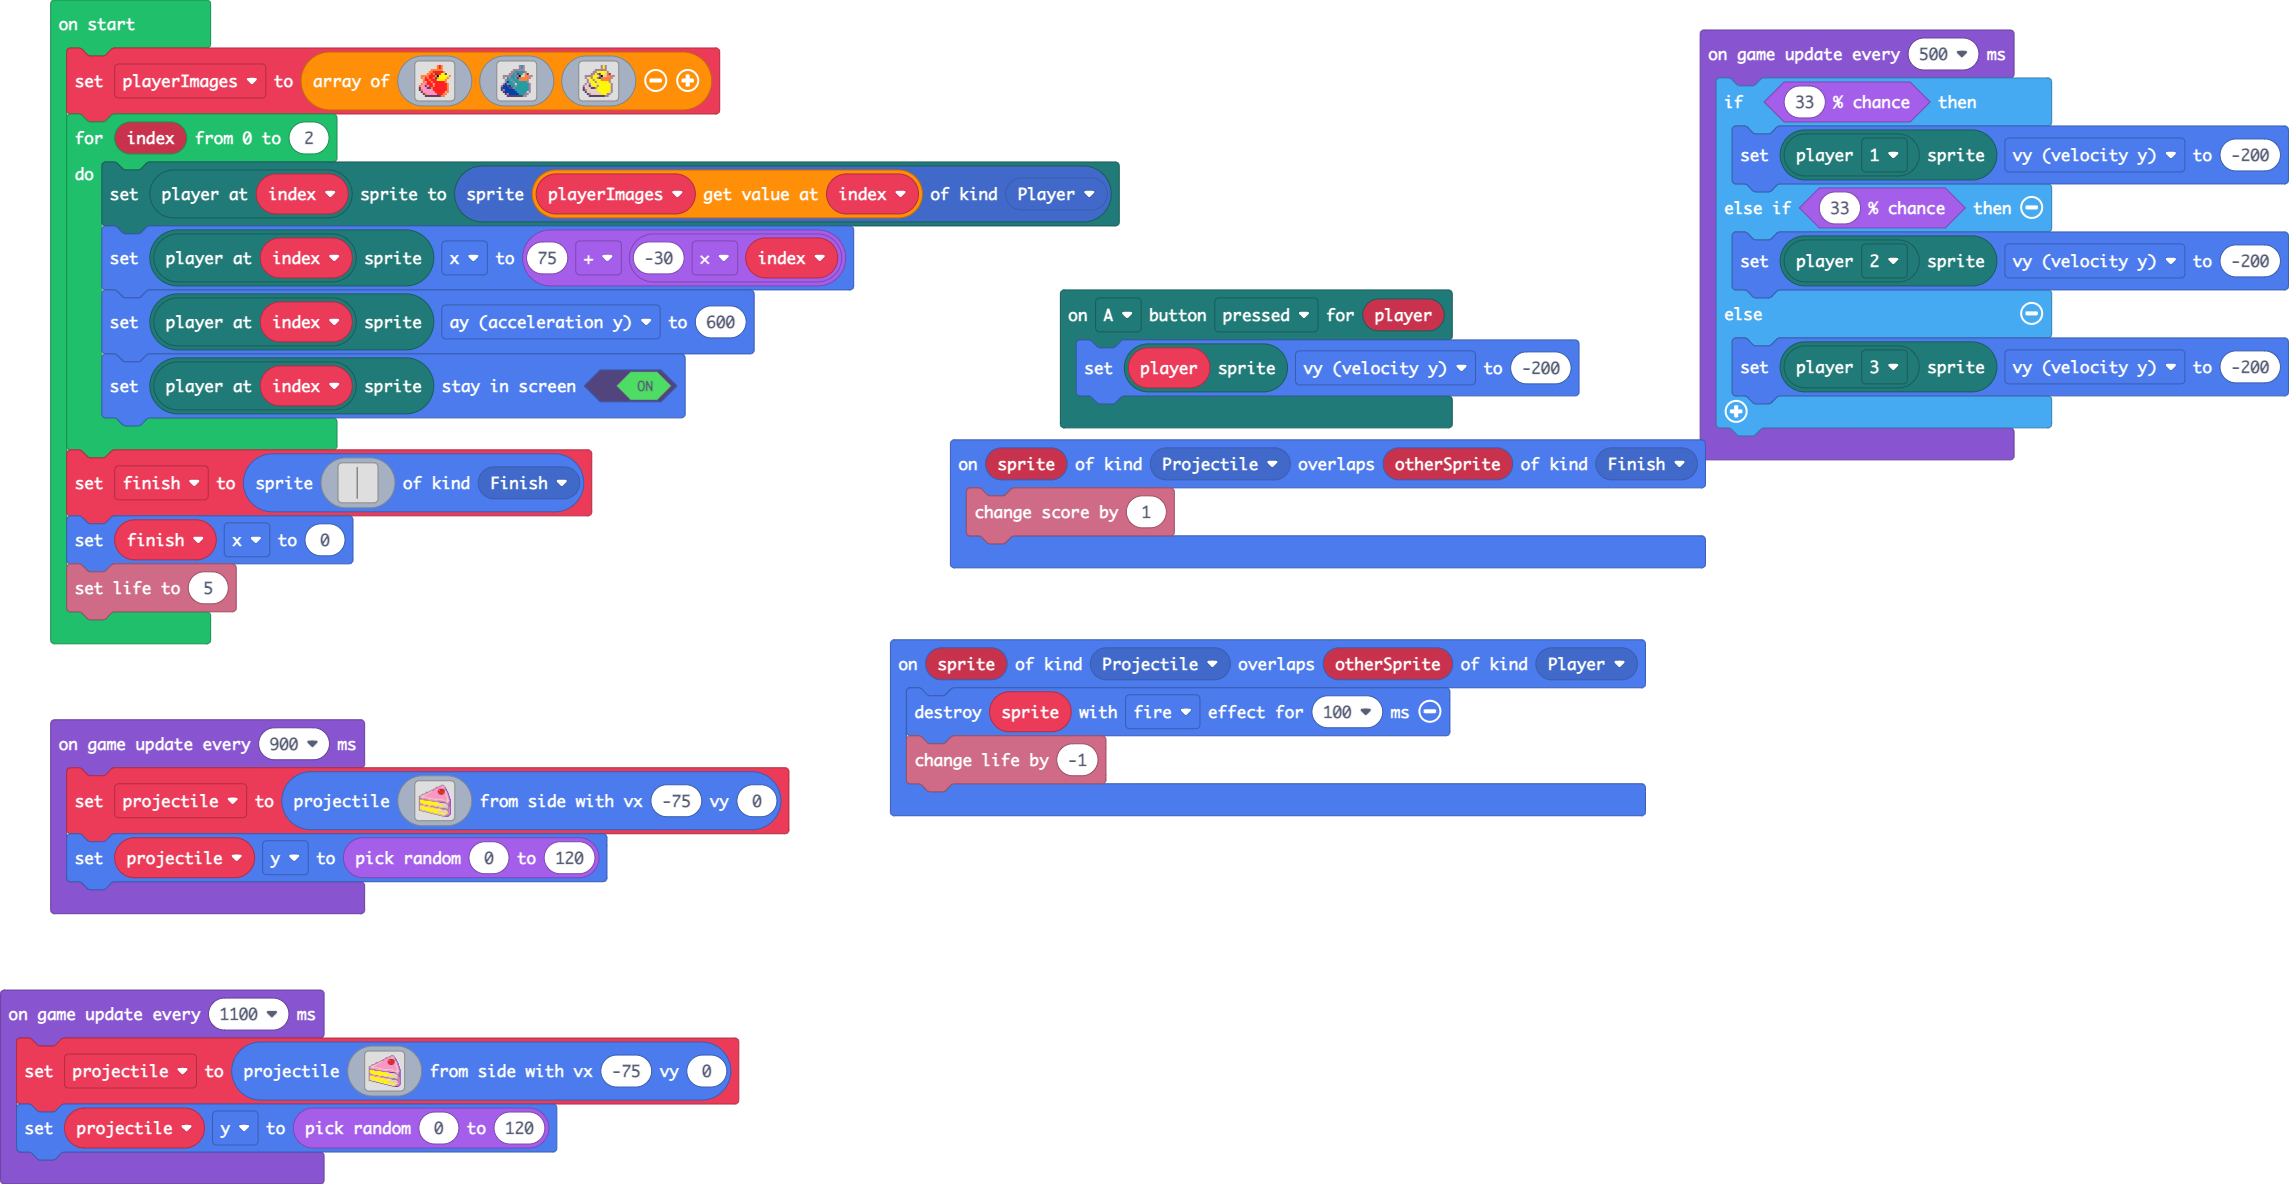 on start
set playerImages to array of
for index from 0 to 2
do
set player at index sprite to sprite playerImages get value at index of kind Player
set player at index sprite x to 75 + -30 × index
set player at index sprite ay (acceleration y) to 600
set player at index sprite stay in screen ON
set finish to sprite of kind Finish
set finish x to 0
set life to 5
on game update every 900 ms
set projectile to projectile from side with vx -75 vy 0
set projectile y to pick random 0 to 120
on game update every 1100 ms
set projectile to projectile from side with vx -75 vy 0
set projectile y to pick random 0 to 120
on A button pressed for player
set player sprite vy (velocity y) to -200
on sprite of kind Projectile overlaps otherSprite of kind Finish
change score by 1
on sprite of kind Projectile overlaps otherSprite of kind Player
destroy sprite with fire effect for 100 ms
change life by -1
on game update every 500 ms
if 33 % chance then
set player 1 sprite vy (velocity y) to -200
else if 33 % chance then
set player 2 sprite vy (velocity y) to -200
else
set player 3 sprite vy (velocity y) to -200